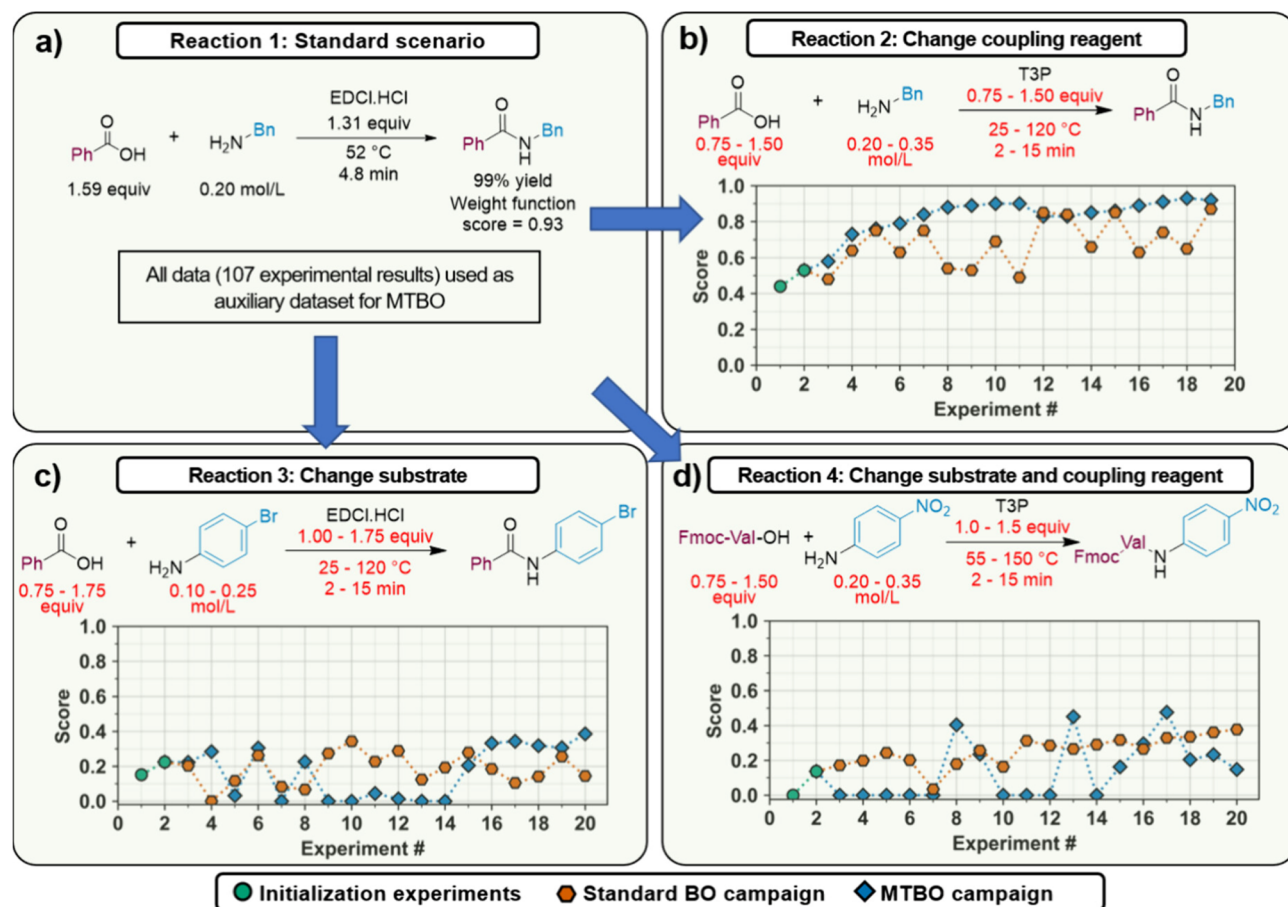 a)
Reaction 1: Standard scenario
O
Ph
OH
+
H₂N
Bn
EDCI.HCl
1.31 equiv
52 °C
4.8 min
O
Ph
N
H
Bn
1.59 equiv
0.20 mol/L
99% yield
Weight function
score = 0.93
All data (107 experimental results) used as
auxiliary dataset for MTBO
b)
Reaction 2: Change coupling reagent
O
Ph
OH
0.75 - 1.50
equiv
+
H₂N
Bn
0.20 - 0.35
mol/L
T3P
0.75 - 1.50 equiv
25 - 120 °C
2 - 15 min
O
Ph
N
H
Bn
Score
1.0
0.8
0.6
0.4
0.2
0.0
0 2 4 6 8 10 12 14 16 18 20
Experiment #
c)
Reaction 3: Change substrate
O
Ph
OH
0.75 - 1.75
equiv
+
Br
H₂N
0.10 - 0.25
mol/L
EDCI.HCl
1.00 - 1.75 equiv
25 - 120 °C
2 - 15 min
O
Ph
N
H
Br
Score
1.0
0.8
0.6
0.4
0.2
0.0
0 2 4 6 8 10 12 14 16 18 20
Experiment #
d)
Reaction 4: Change substrate and coupling reagent
Fmoc-Val-OH
+
0.75 - 1.50
equiv
NO₂
H₂N
0.20 - 0.35
mol/L
T3P
1.0 - 1.5 equiv
55 - 150 °C
2 - 15 min
Fmoc
Val
N
H
NO₂
Score
1.0
0.8
0.6
0.4
0.2
0.0
0 2 4 6 8 10 12 14 16 18 20
Experiment #
Initialization experiments Standard BO campaign MTBO campaign